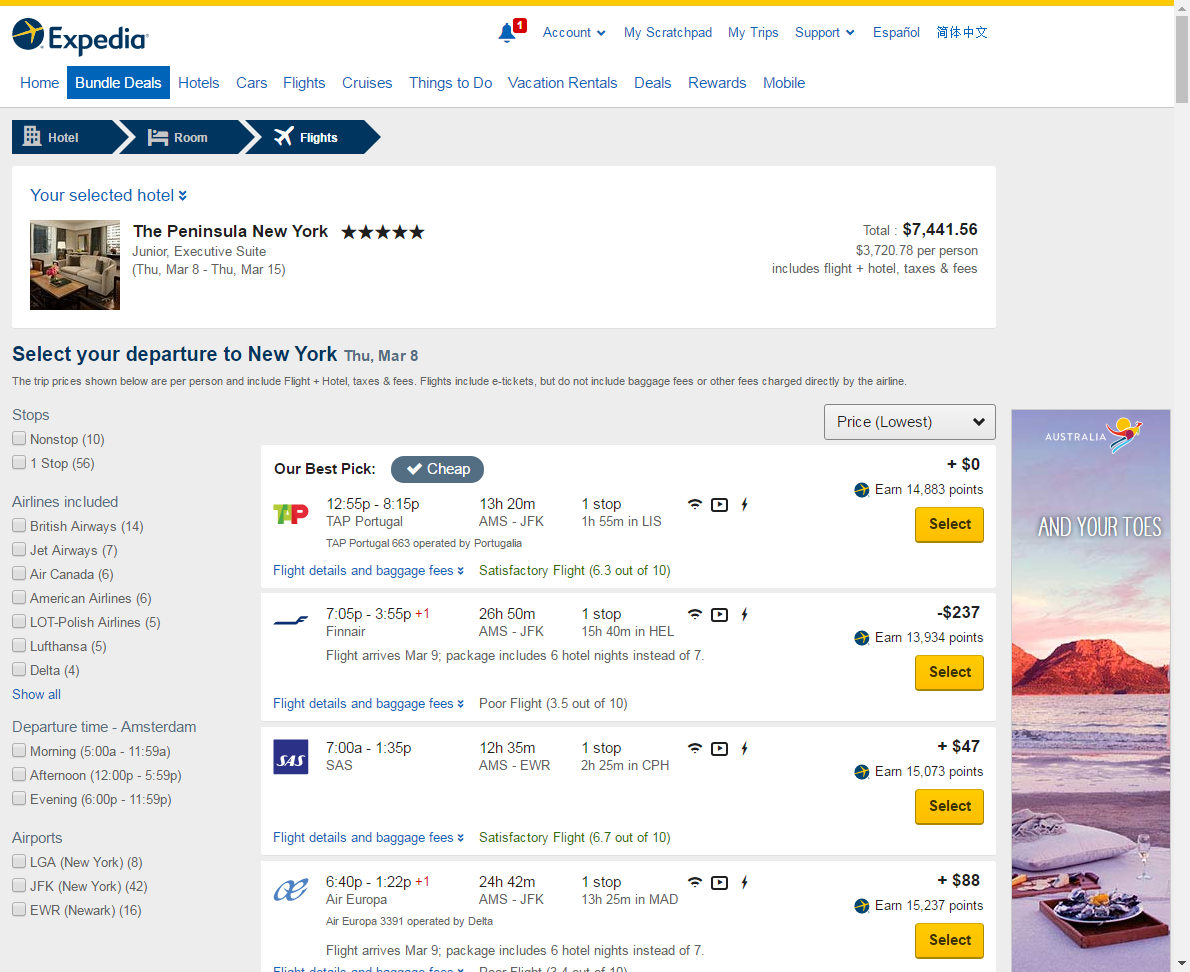 Expedia
1
Account
My Scratchpad
My Trips
Support
Español
简体中文
Home
Bundle Deals
Hotels
Cars
Flights
Cruises
Things to Do
Vacation Rentals
Deals
Rewards
Mobile
Hotel
Room
Flights
Your selected hotel
The Peninsula New York
Junior, Executive Suite
(Thu, Mar 8 - Thu, Mar 15)
Total : $7,441.56
$3,720.78 per person
includes flight + hotel, taxes & fees
Select your departure to New York Thu, Mar 8
The trip prices shown below are per person and include Flight + Hotel, taxes & fees. Flights include e-tickets, but do not include baggage fees or other fees charged directly by the airline.
Stops
Nonstop (10)
1 Stop (56)
Airlines included
British Airways (14)
Jet Airways (7)
Air Canada (6)
American Airlines (6)
LOT-Polish Airlines (5)
Lufthansa (5)
Delta (4)
Show all
Departure time - Amsterdam
Morning (5:00a - 11:59a)
Afternoon (12:00p - 5:59p)
Evening (6:00p - 11:59p)
Airports
LGA (New York) (8)
JFK (New York) (42)
EWR (Newark) (16)
Price (Lowest)
Our Best Pick: Cheap
+ $0
Earn 14,883 points
Select
TAP
12:55p - 8:15p
TAP Portugal
13h 20m
AMS - JFK
1 stop
1h 55m in LIS
TAP Portugal 663 operated by Portugalia
Flight details and baggage fees
Satisfactory Flight (6.3 out of 10)
7:05p - 3:55p +1
Finnair
26h 50m
AMS - JFK
1 stop
15h 40m in HEL
-$237
Earn 13,934 points
Select
Flight arrives Mar 9; package includes 6 hotel nights instead of 7.
Flight details and baggage fees
Poor Flight (3.5 out of 10)
SAS
7:00a - 1:35p
SAS
12h 35m
AMS - EWR
1 stop
2h 25m in CPH
+ $47
Earn 15,073 points
Select
Flight details and baggage fees
Satisfactory Flight (6.7 out of 10)
6:40p - 1:22p +1
Air Europa
24h 42m
AMS - JFK
1 stop
13h 25m in MAD
+ $88
Earn 15,237 points
Select
Air Europa 3391 operated by Delta
Flight arrives Mar 9; package includes 6 hotel nights instead of 7.
Flight details and baggage fees
Poor Flight (3.4 out of 10)
AUSTRALIA
AND YOUR TOES